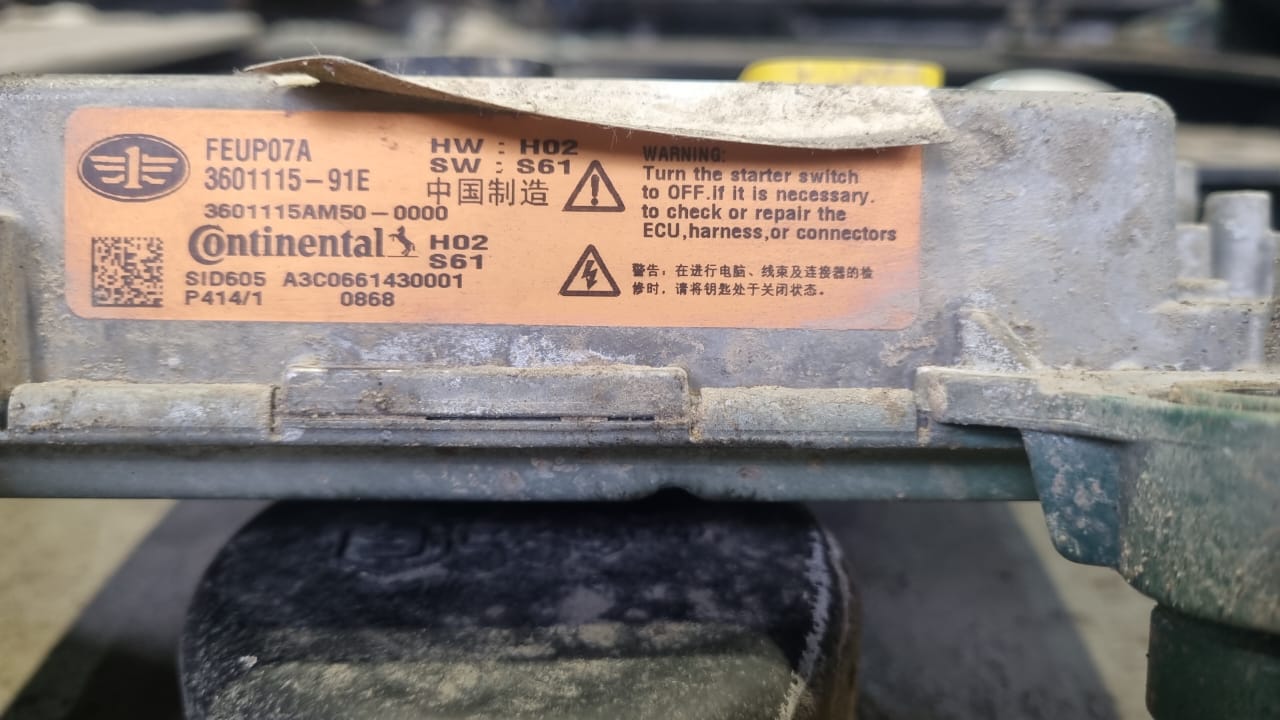 FEUP07A
3601115-91E
3601115AM50-0000
HW : H02
SW : S61
中国制造
Continental
H02
S61
SID605 A3C0661430001
P414/1 0868
WARNING:
Turn the starter switch
to OFF.If it is necessary.
to check or repair the
ECU,harness,or connectors
警告：在进行电脑、线束及连接器的检
修时，请将钥匙处于关闭状态。